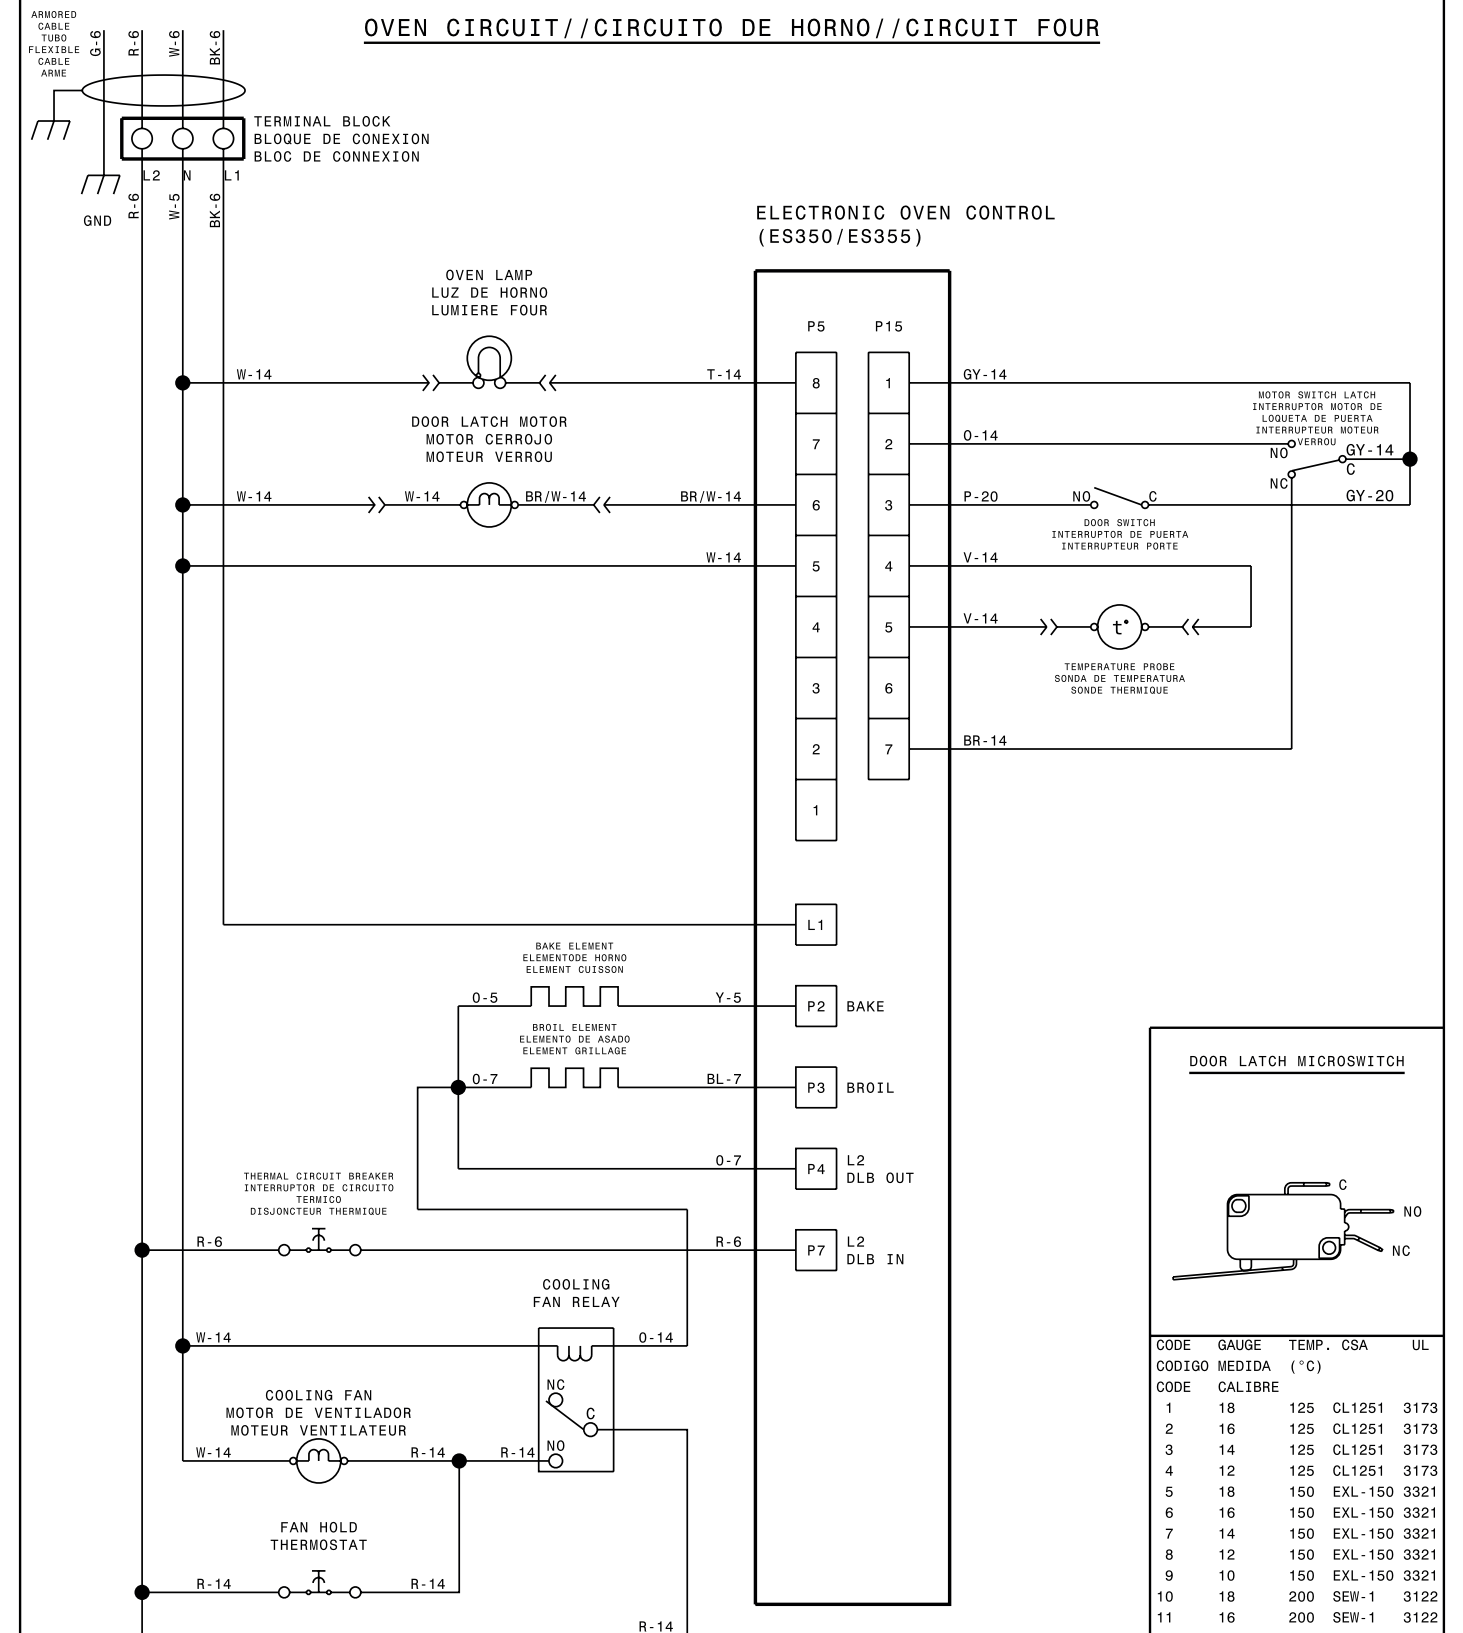 OVEN CIRCUIT//CIRCUITO DE HORNO//CIRCUIT FOUR
ARMORED
CABLE
TUBO
FLEXIBLE
CABLE
ARME
G-6
R-6
W-6
BK-6
TERMINAL BLOCK
BLOQUE DE CONEXION
BLOC DE CONNEXION
L2
N
L1
GND
R-6
W-5
BK-6
ELECTRONIC OVEN CONTROL
(ES350/ES355)
P5
P15
OVEN LAMP
LUZ DE HORNO
LUMIERE FOUR
W-14
T-14
8
1
GY-14
DOOR LATCH MOTOR
MOTOR CERROJO
MOTEUR VERROU
7
2
O-14
MOTOR SWITCH LATCH
INTERRUPTOR MOTOR DE
LOQUETA DE PUERTA
INTERRUPTEUR MOTEUR
VERROU
NO
GY-14
C
NC
W-14
W-14
BR/W-14
BR/W-14
6
3
P-20
NO
C
GY-20
DOOR SWITCH
INTERRUPTOR DE PUERTA
INTERRUPTEUR PORTE
W-14
5
4
V-14
4
5
V-14
t°
TEMPERATURE PROBE
SONDA DE TEMPERATURA
SONDE THERMIQUE
3
6
2
7
BR-14
1
L1
BAKE ELEMENT
ELEMENTODE HORNO
ELEMENT CUISSON
O-5
Y-5
P2
BAKE
BROIL ELEMENT
ELEMENTO DE ASADO
ELEMENT GRILLAGE
O-7
BL-7
P3
BROIL
O-7
P4
L2
DLB OUT
THERMAL CIRCUIT BREAKER
INTERRUPTOR DE CIRCUITO
TERMICO
DISJONCTEUR THERMIQUE
R-6
R-6
P7
L2
DLB IN
COOLING
FAN RELAY
W-14
O-14
NC
C
NO
COOLING FAN
MOTOR DE VENTILADOR
MOTEUR VENTILATEUR
W-14
R-14
R-14
FAN HOLD
THERMOSTAT
R-14
R-14
R-14
DOOR LATCH MICROSWITCH
C
NO
NC
CODE GAUGE TEMP. CSA UL
CODIGO MEDIDA (°C)
CODE CALIBRE
1 18 125 CL1251 3173
2 16 125 CL1251 3173
3 14 125 CL1251 3173
4 12 125 CL1251 3173
5 18 150 EXL-150 3321
6 16 150 EXL-150 3321
7 14 150 EXL-150 3321
8 12 150 EXL-150 3321
9 10 150 EXL-150 3321
10 18 200 SEW-1 3122
11 16 200 SEW-1 3122